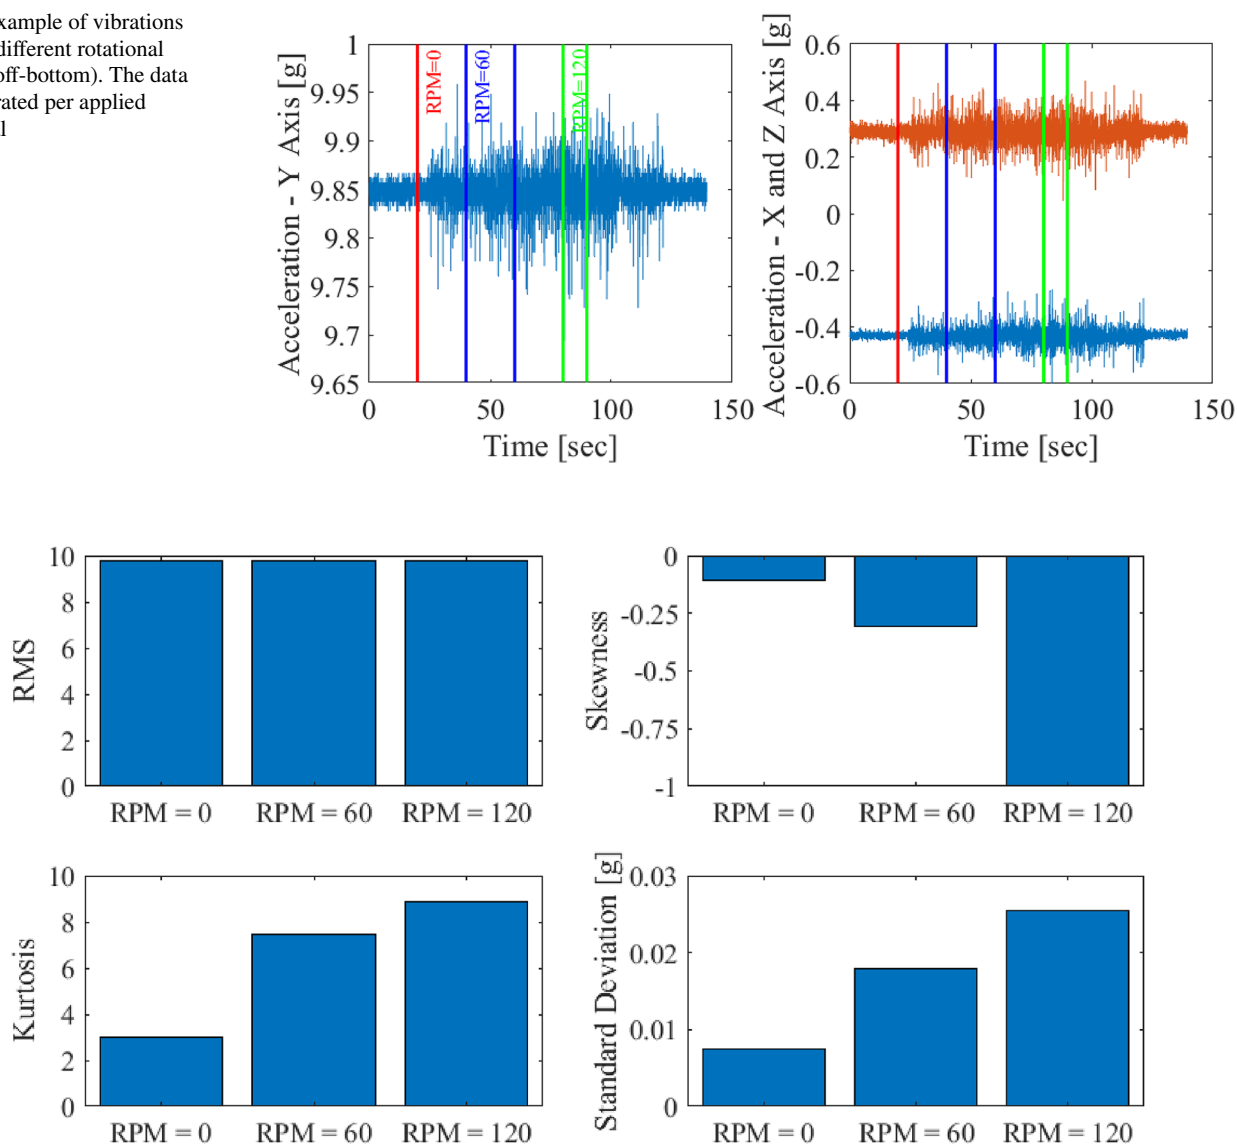 xample of vibrations
different rotational
off-bottom). The data
rated per applied
l
Acceleration - Y Axis [g]
1
9.95
9.9
9.85
9.8
9.75
9.7
9.65
RPM=0
RPM=60
RPM=120
0
50
100
150
Time [sec]
Acceleration - X and Z Axis [g]
0.6
0.4
0.2
0
-0.2
-0.4
-0.6
0
50
100
150
Time [sec]
RMS
10
8
6
4
2
0
RPM = 0
RPM = 60
RPM = 120
Skewness
0
-0.25
-0.5
-0.75
-1
RPM = 0
RPM = 60
RPM = 120
Kurtosis
10
8
6
4
2
0
RPM = 0
RPM = 60
RPM = 120
Standard Deviation [g]
0.03
0.02
0.01
0
RPM = 0
RPM = 60
RPM = 120